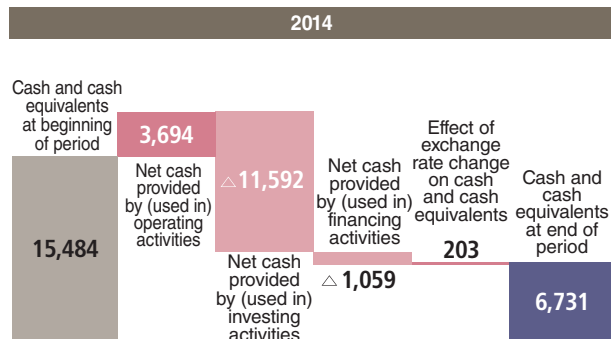 2014
Cash and cash
equivalents
at beginning
of period
15,484
3,694
Net cash
provided
by (used in)
operating
activities
△11,592
Net cash
provided
by (used in)
investing
activities
Net cash
provided
by (used in)
financing
activities
△1,059
Effect of
exchange
rate change
on cash
and cash
equivalents
203
Cash and
cash
equivalents
at end of
period
6,731